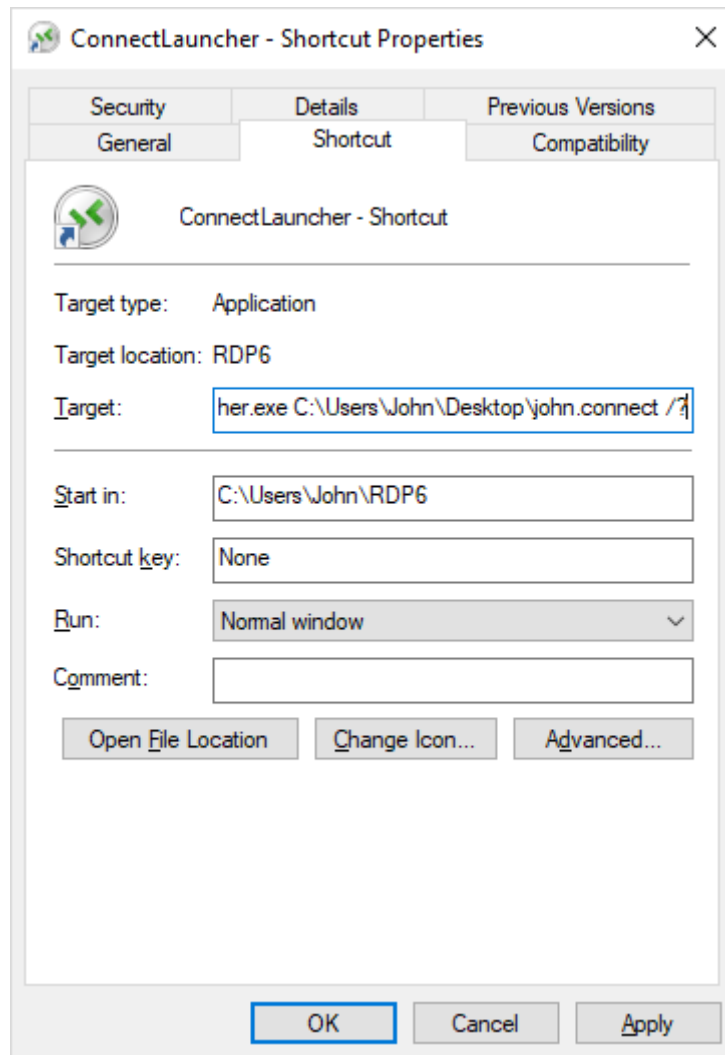 ConnectLauncher - Shortcut Properties
Security Details Previous Versions
General Shortcut Compatibility
ConnectLauncher - Shortcut
Target type: Application
Target location: RDP6
Target: her.exe C:\Users\John\Desktop\john.connect /?
Start in: C:\Users\John\RDP6
Shortcut key: None
Run: Normal window
Comment:
Open File Location Change Icon... Advanced...
OK Cancel Apply